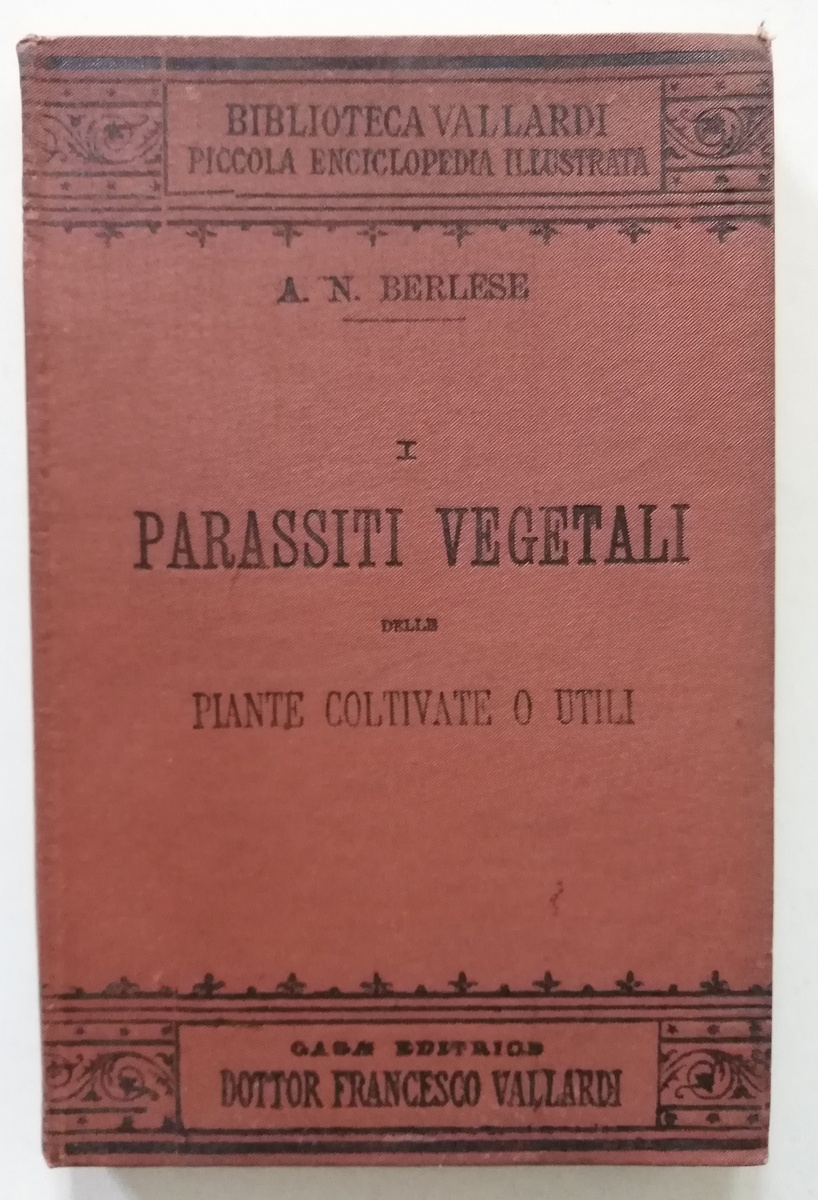 BIBLIOTECA VALLARDI
PICCOLA ENCICLOPEDIA ILLUSTRATA
A. N. BERLESE
I
PARASSITI VEGETALI
DELLE
PIANTE COLTIVATE O UTILI
CASA EDITRICE
DOTTOR FRANCESCO VALLARDI